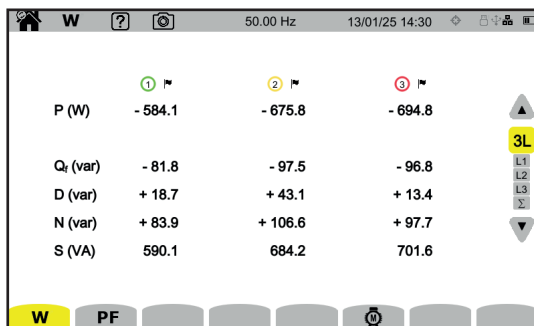 W ? 50.00 Hz 13/01/25 14:30
1 2 3
P (W) - 584.1 - 675.8 - 694.8
3L
L1
Qf (var) - 81.8 - 97.5 - 96.8
L2
D (var) + 18.7 + 43.1 + 13.4
L3
Σ
N (var) + 83.9 + 106.6 + 97.7
S (VA) 590.1 684.2 701.6
W PF M